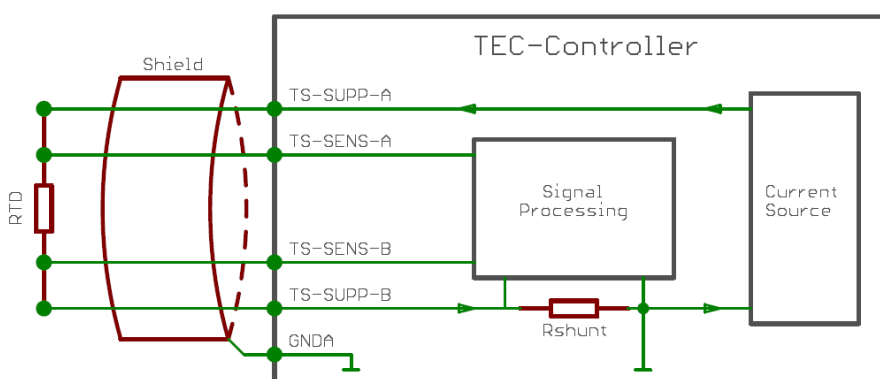 TEC-Controller
Shield
TS-SUPP-A
TS-SENS-A
RTD
Signal
Processing
Current
Source
TS-SENS-B
TS-SUPP-B
Rshunt
GNDA